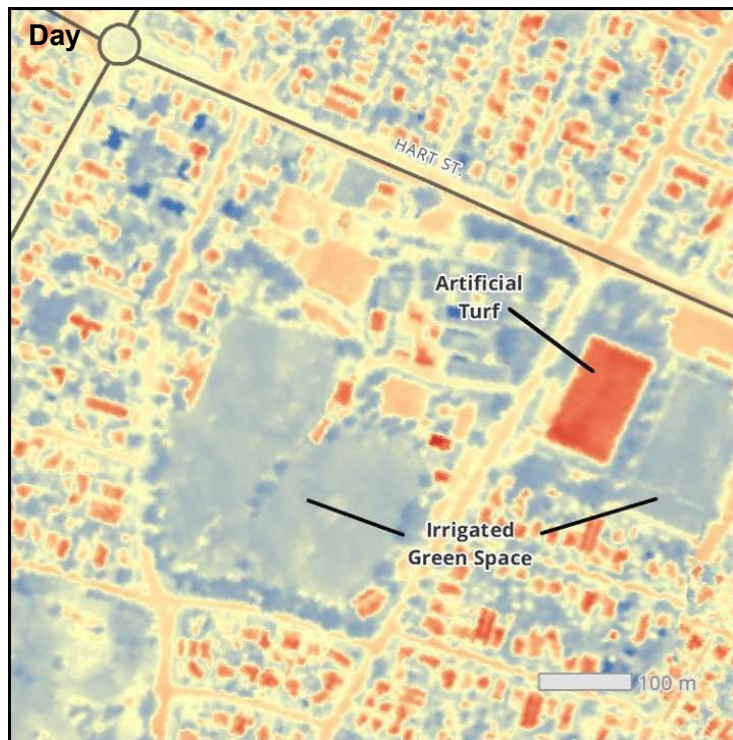 Day
HART ST.
Artificial
Turf
Irrigated
Green Space
100 m